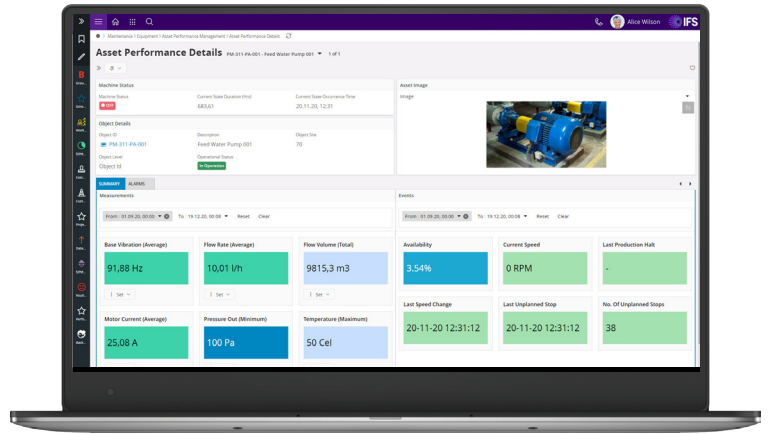 Alice Wilson IFS
Maintenance / Equipment / Asset Performance Management / Asset Performance Details
Asset Performance Details PM-311-PA-001 - Feed Water Pump 001 1 of 1
Machine Status
Machine Status Current State Duration (Hrs) Current State Occurrence Time
OFF 683,61 20.11.20, 12:31
Asset Image
Image
Object Details
Object ID Description Object Site
PM-311-PA-001 Feed Water Pump 001 70
Object Level Operational Status
Object Id In Operation
SUMMARY ALARMS
Measurements
From : 01.09.20, 00:00 To : 19.12.20, 00:08 Reset Clear
Base Vibration (Average) Flow Rate (Average) Flow Volume (Total)
91,88 Hz 10,01 l/h 9815,3 m3
Set Set Set
Motor Current (Average) Pressure Out (Minimum) Temperature (Maximum)
25,08 A 100 Pa 50 Cel
Events
From : 01.09.20, 00:00 To : 19.12.20, 00:08 Reset Clear
Availability Current Speed Last Production Halt
3.54% 0 RPM -
Last Speed Change Last Unplanned Stop No. Of Unplanned Stops
20-11-20 12:31:12 20-11-20 12:31:12 38